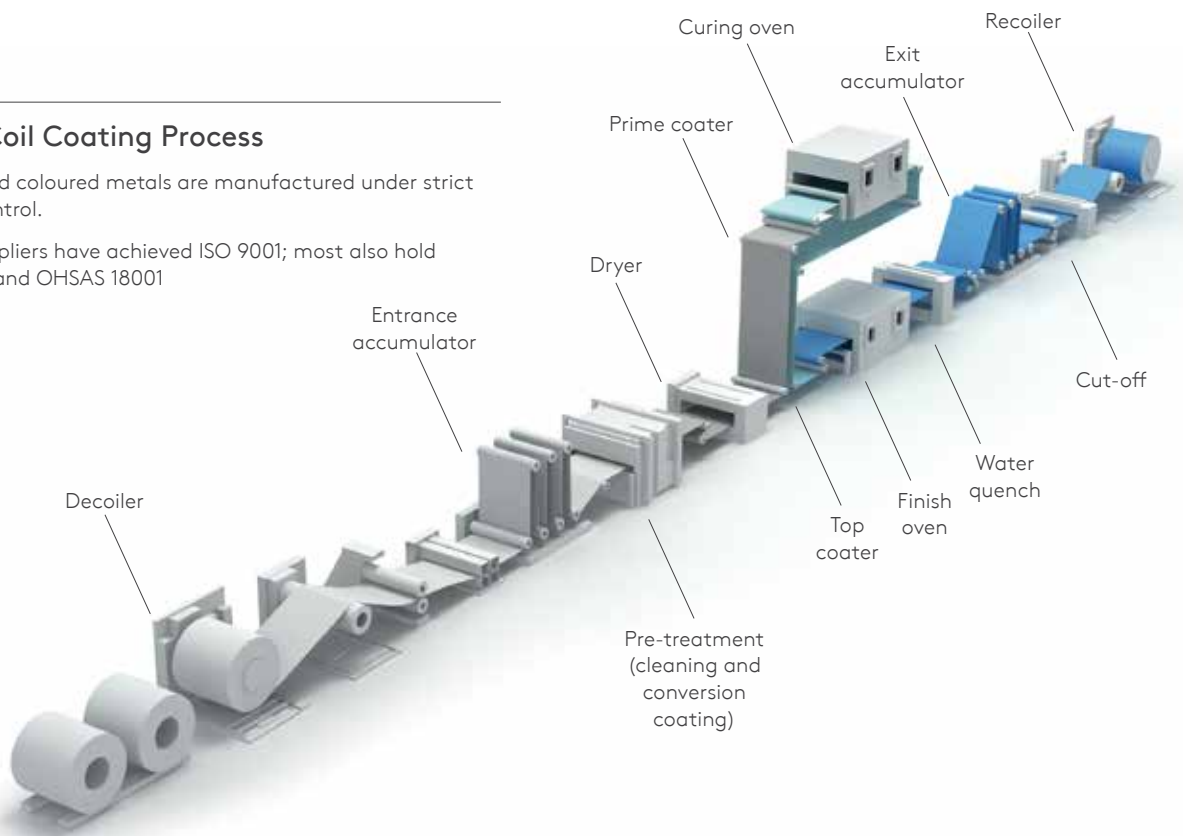 Coil Coating Process
d coloured metals are manufactured under strict
ntrol.
pliers have achieved ISO 9001; most also hold
and OHSAS 18001
Curing oven
Recoiler
Exit
accumulator
Prime coater
Dryer
Entrance
accumulator
Cut-off
Water
quench
Finish
oven
Top
coater
Decoiler
Pre-treatment
(cleaning and
conversion
coating)